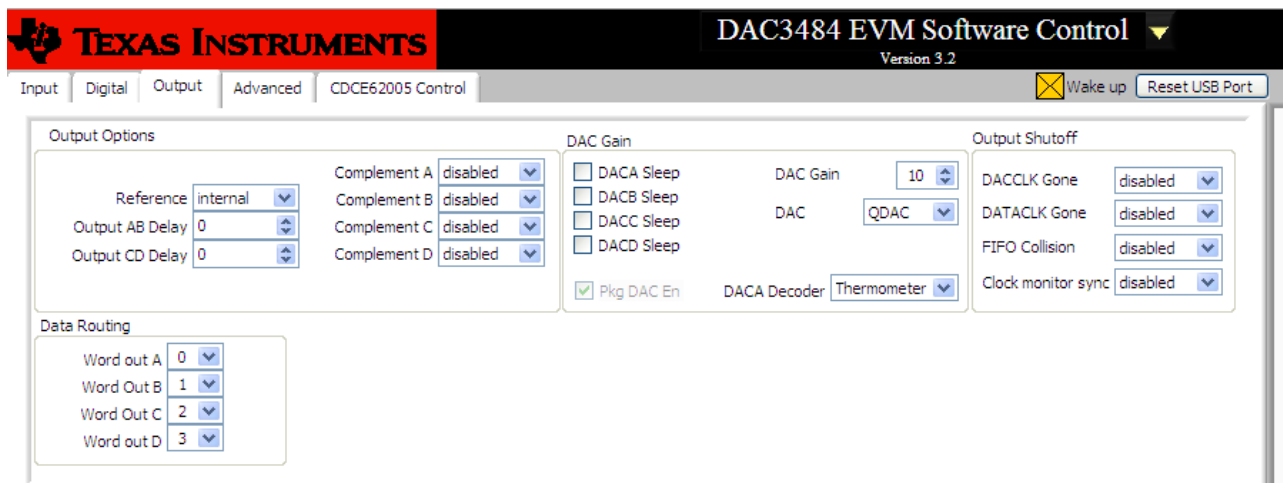 TEXAS INSTRUMENTS
DAC3484 EVM Software Control
Version 3.2
Input Digital Output Advanced CDCE62005 Control
Wake up Reset USB Port
Output Options
Reference internal
Output AB Delay 0
Output CD Delay 0
Complement A disabled
Complement B disabled
Complement C disabled
Complement D disabled
DAC Gain
DACA Sleep
DACB Sleep
DACC Sleep
DACD Sleep
Pkg DAC En
DAC Gain 10
DAC QDAC
DACA Decoder Thermometer
Output Shutoff
DACCLK Gone disabled
DATACLK Gone disabled
FIFO Collision disabled
Clock monitor sync disabled
Data Routing
Word out A 0
Word Out B 1
Word Out C 2
Word out D 3